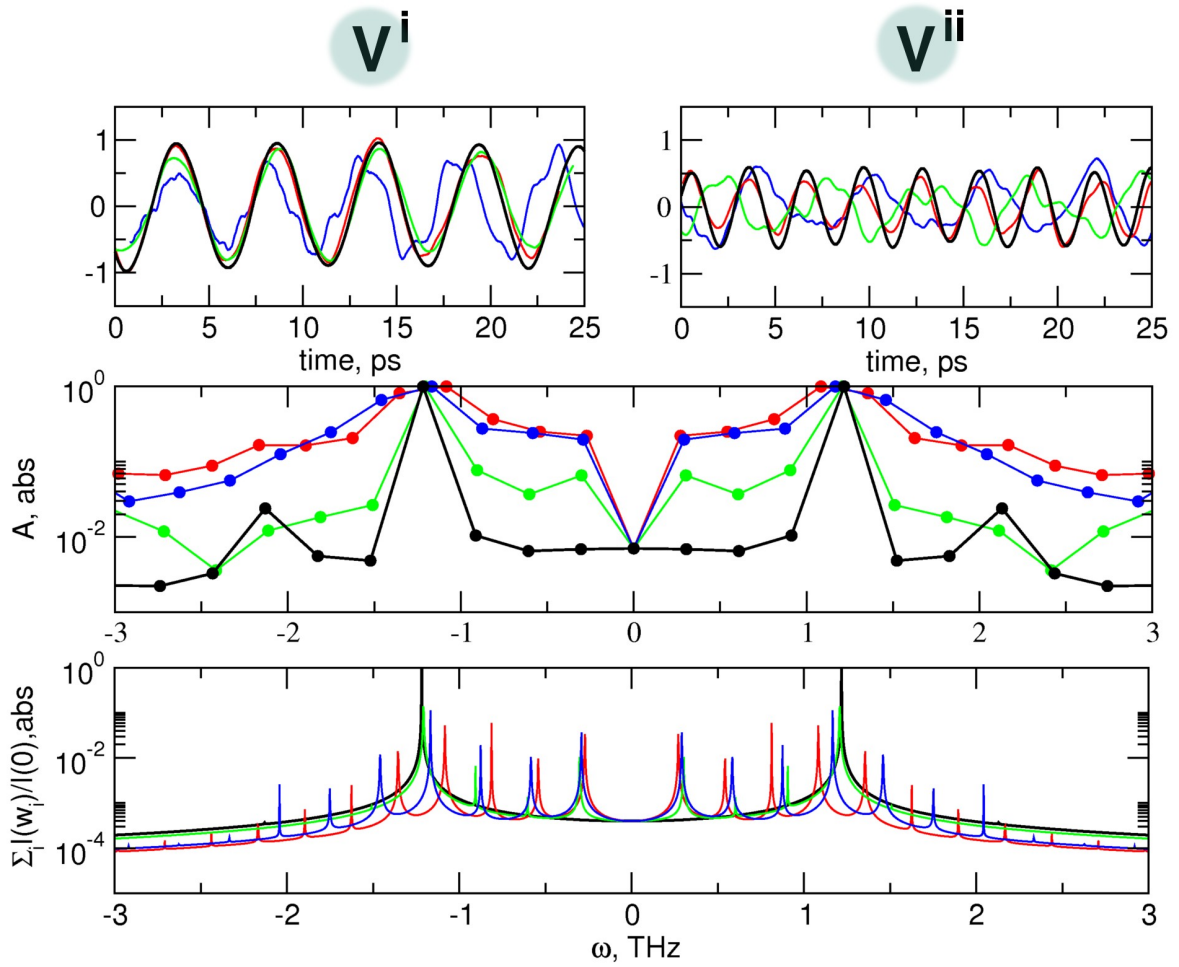 V^i V^ii
1
0
-1
0 5 10 15 20 25
time, ps
1
0
-1
0 5 10 15 20 25
time, ps
A, abs
10^0
10^-2
-3 -2 -1 0 1 2 3
Σ_i I(w_i)/I(0),abs
10^0
10^-2
10^-4
-3 -2 -1 0 1 2 3
ω, THz